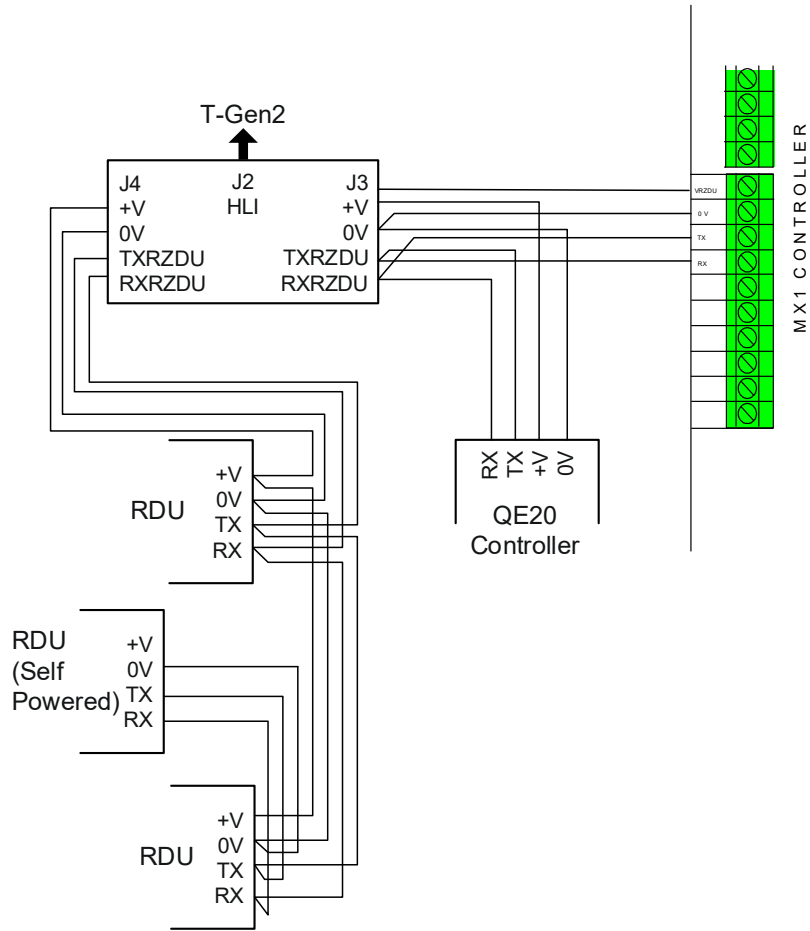 T-Gen2
J4
J2
J3
HLI
+V
0V
TXRZDU
RXRZDU
+V
0V
TXRZDU
RXRZDU
VRZDU
0 V
TX
RX
MX1 CONTROLLER
RX
TX
+V
0V
QE20
Controller
RDU
+V
0V
TX
RX
RDU
(Self
Powered)
+V
0V
TX
RX
RDU
+V
0V
TX
RX